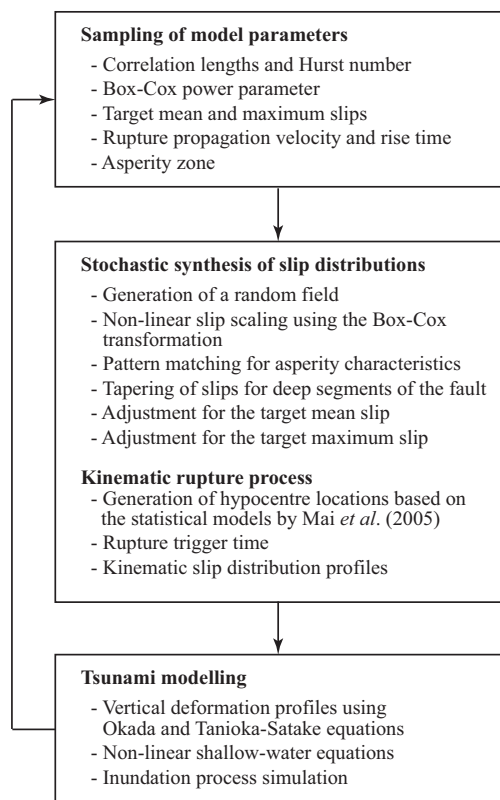 Sampling of model parameters
- Correlation lengths and Hurst number
- Box-Cox power parameter
- Target mean and maximum slips
- Rupture propagation velocity and rise time
- Asperity zone
Stochastic synthesis of slip distributions
- Generation of a random field
- Non-linear slip scaling using the Box-Cox
transformation
- Pattern matching for asperity characteristics
- Tapering of slips for deep segments of the fault
- Adjustment for the target mean slip
- Adjustment for the target maximum slip
Kinematic rupture process
- Generation of hypocentre locations based on
the statistical models by Mai et al. (2005)
- Rupture trigger time
- Kinematic slip distribution profiles
Tsunami modelling
- Vertical deformation profiles using
Okada and Tanioka-Satake equations
- Non-linear shallow-water equations
- Inundation process simulation